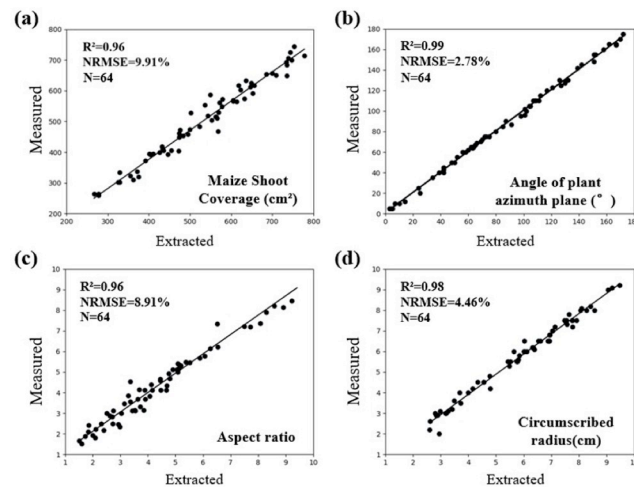 (a)
R²=0.96
NRMSE=9.91%
N=64
Maize Shoot
Coverage (cm²)
Measured
800
700
600
500
400
300
200
200 300 400 500 600 700 800
Extracted
(b)
R²=0.99
NRMSE=2.78%
N=64
Angle of plant
azimuth plane (°)
Measured
180
160
140
120
100
80
60
40
20
0
0 20 40 60 80 100 120 140 160 180
Extracted
(c)
R²=0.96
NRMSE=8.91%
N=64
Aspect ratio
Measured
10
9
8
7
6
5
4
3
2
1
1 2 3 4 5 6 7 8 9 10
Extracted
(d)
R²=0.98
NRMSE=4.46%
N=64
Circumscribed
radius(cm)
Measured
10
9
8
7
6
5
4
3
2
1
1 2 3 4 5 6 7 8 9
Extracted